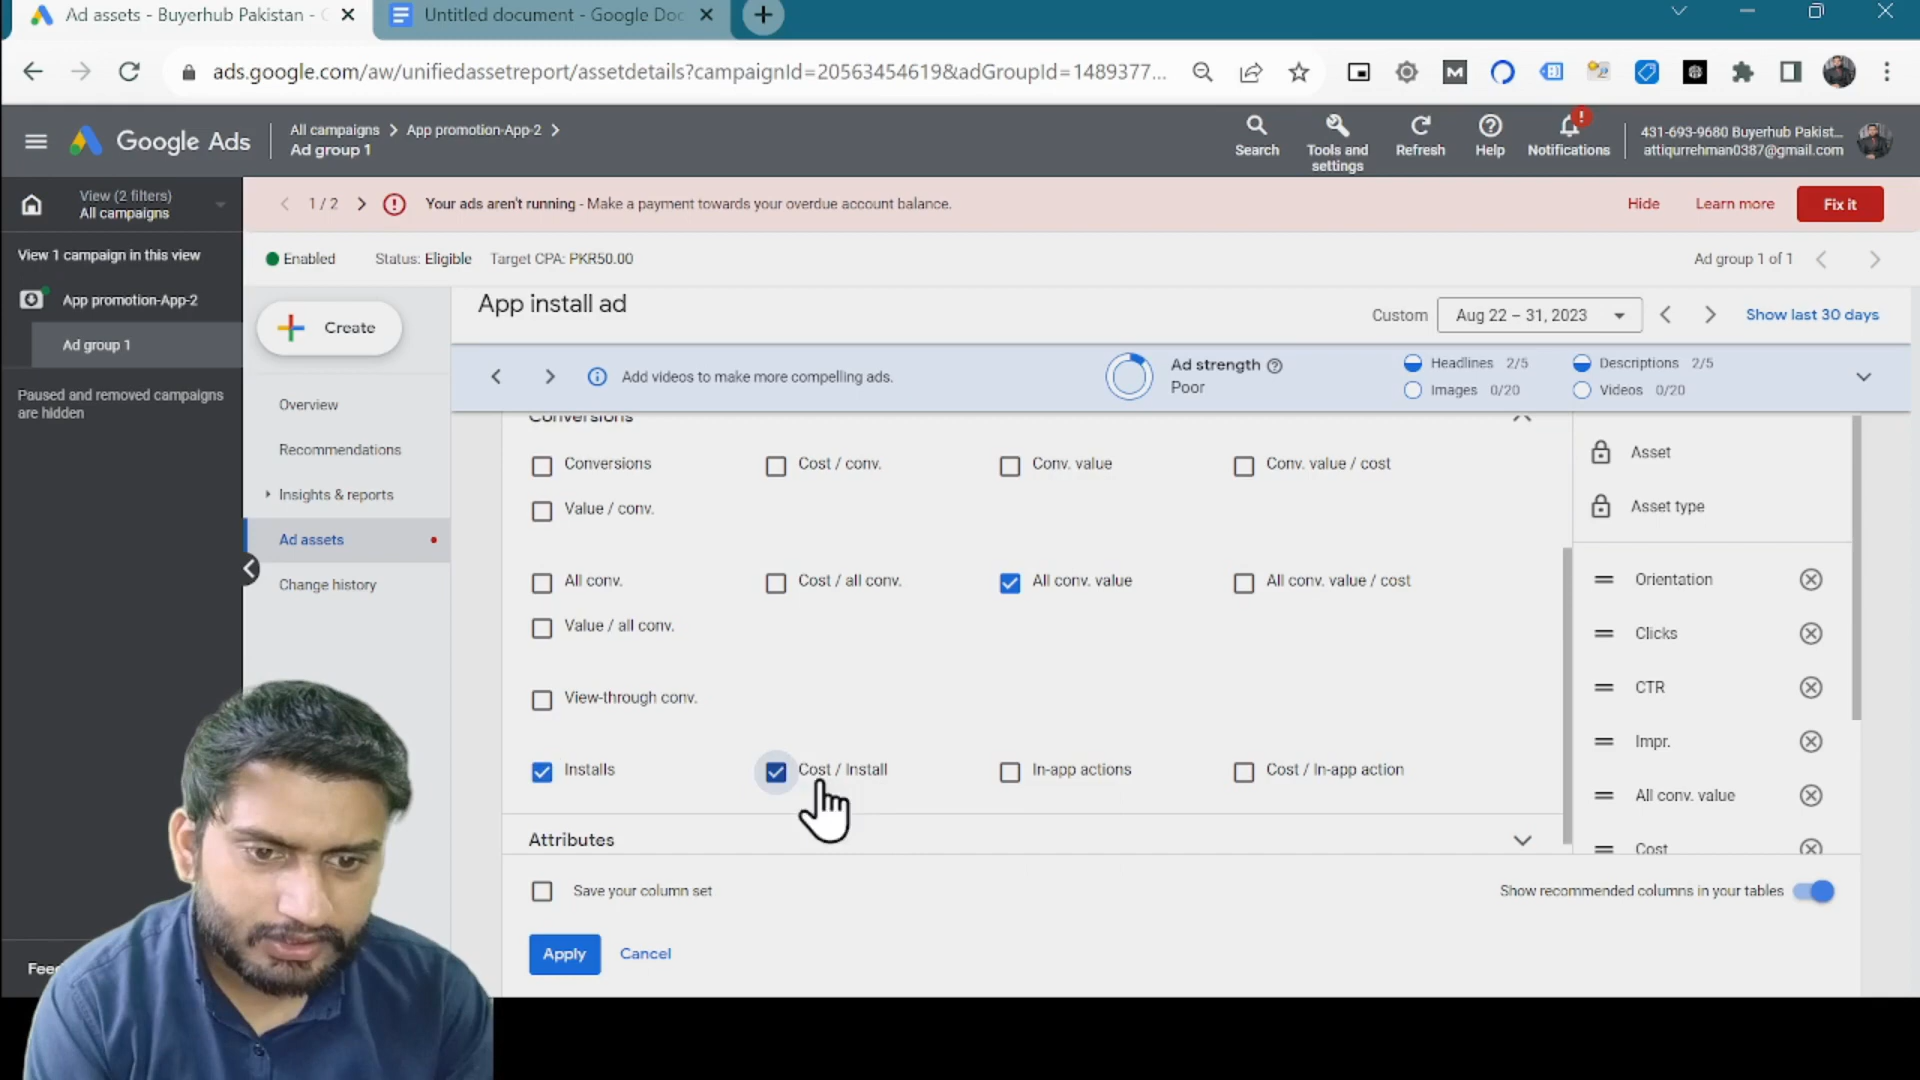 Ad assets - Buyerhub Pakistan -
Untitled document - Google Doc
ads.google.com/aw/unifiedassetreport/assetdetails?campaignId=20563454619&adGroupId=1489377...
Google Ads
All campaigns > App promotion-App-2 >
Ad group 1
Search
Tools and settings
Refresh
Help
Notifications
431-693-9680 Buyerhub Pakist...
attiqurrehman0387@gmail.com
View (2 filters)
All campaigns
1 / 2
Your ads aren't running - Make a payment towards your overdue account balance.
Hide
Learn more
Fix it
View 1 campaign in this view
App promotion-App-2
Ad group 1
Paused and removed campaigns
are hidden
Enabled
Status: Eligible
Target CPA: PKR50.00
Ad group 1 of 1
Create
Overview
Recommendations
Insights & reports
Ad assets
Change history
App install ad
Custom
Aug 22 – 31, 2023
Show last 30 days
Add videos to make more compelling ads.
Ad strength
Poor
Headlines 2/5
Descriptions 2/5
Images 0/20
Videos 0/20
Conversions
Conversions
Cost / conv.
Conv. value
Conv. value / cost
Value / conv.
All conv.
Cost / all conv.
All conv. value
All conv. value / cost
Value / all conv.
View-through conv.
Installs
Cost / Install
In-app actions
Cost / In-app action
Attributes
Asset
Asset type
Orientation
Clicks
CTR
Impr.
All conv. value
Cost
Save your column set
Show recommended columns in your tables
Apply
Cancel